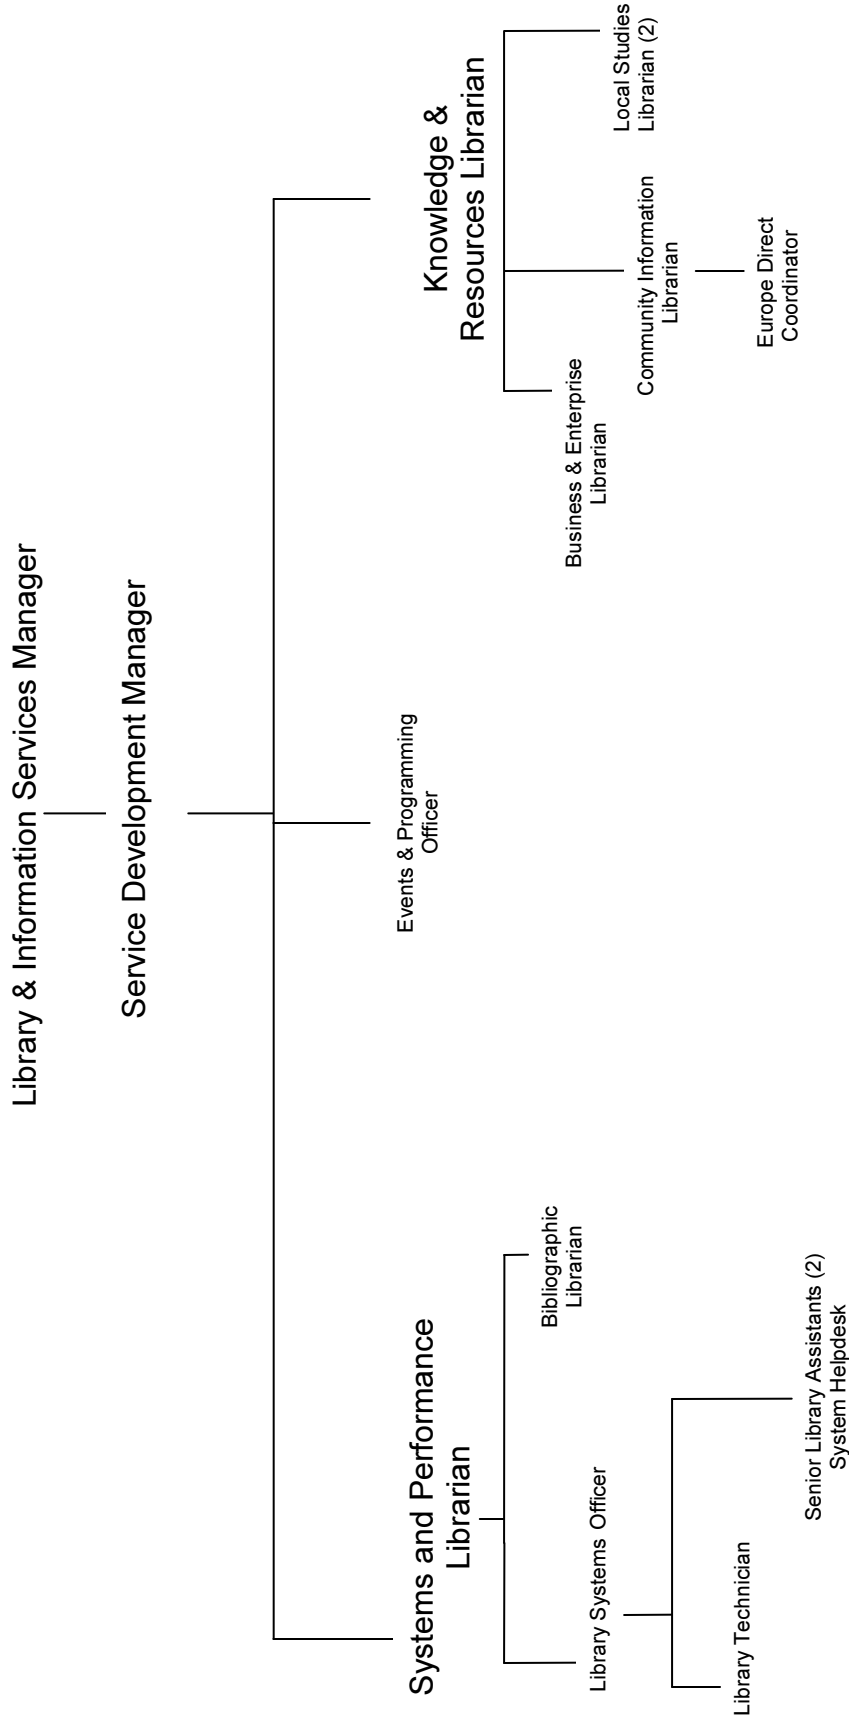 Library & Information Services Manager
Service Development Manager
Systems and Performance
Librarian
Events & Programming
Officer
Knowledge &
Resources Librarian
Library Systems Officer
Bibliographic
Librarian
Business & Enterprise
Librarian
Community Information
Librarian
Local Studies
Librarian (2)
Library Technician
Senior Library Assistants (2)
System Helpdesk
Europe Direct
Coordinator